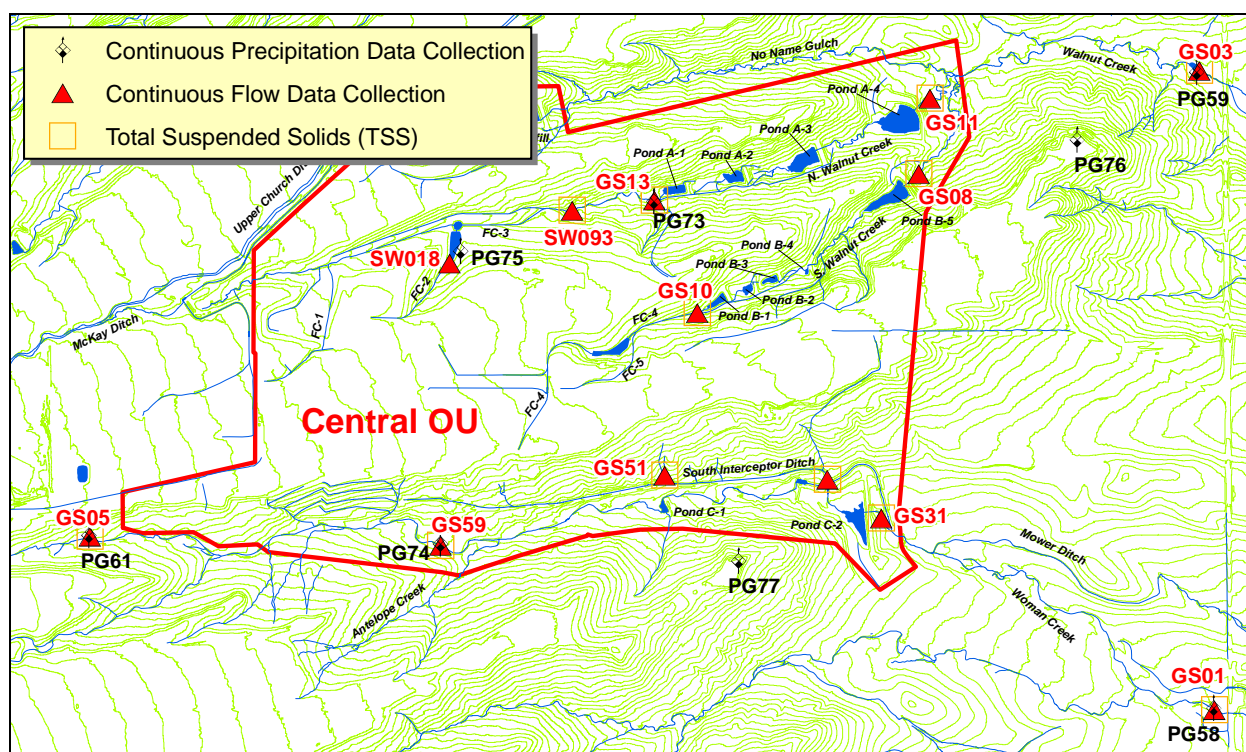 Continuous Precipitation Data Collection
Continuous Flow Data Collection
Total Suspended Solids (TSS)
No Name Gulch
Walnut Creek
GS03
PG59
Pond A-4
GS11
PG76
Pond A-3
N. Walnut Creek
Pond A-2
Pond A-1
GS13
PG73
GS08
Pond B-5
Upper Church Di
ill
SW093
FC-3
SW018
PG75
FC-2
Pond B-4
S. Walnut Creek
Pond B-3
Pond B-2
Pond B-1
GS10
FC-4
FC-5
FC-1
McKay Ditch
FC-4
Central OU
GS51
South Interceptor Ditch
Pond C-1
Pond C-2
GS31
GS05
PG61
GS59
PG74
Antelope Creek
PG77
Mower Ditch
Woman Creek
GS01
PG58